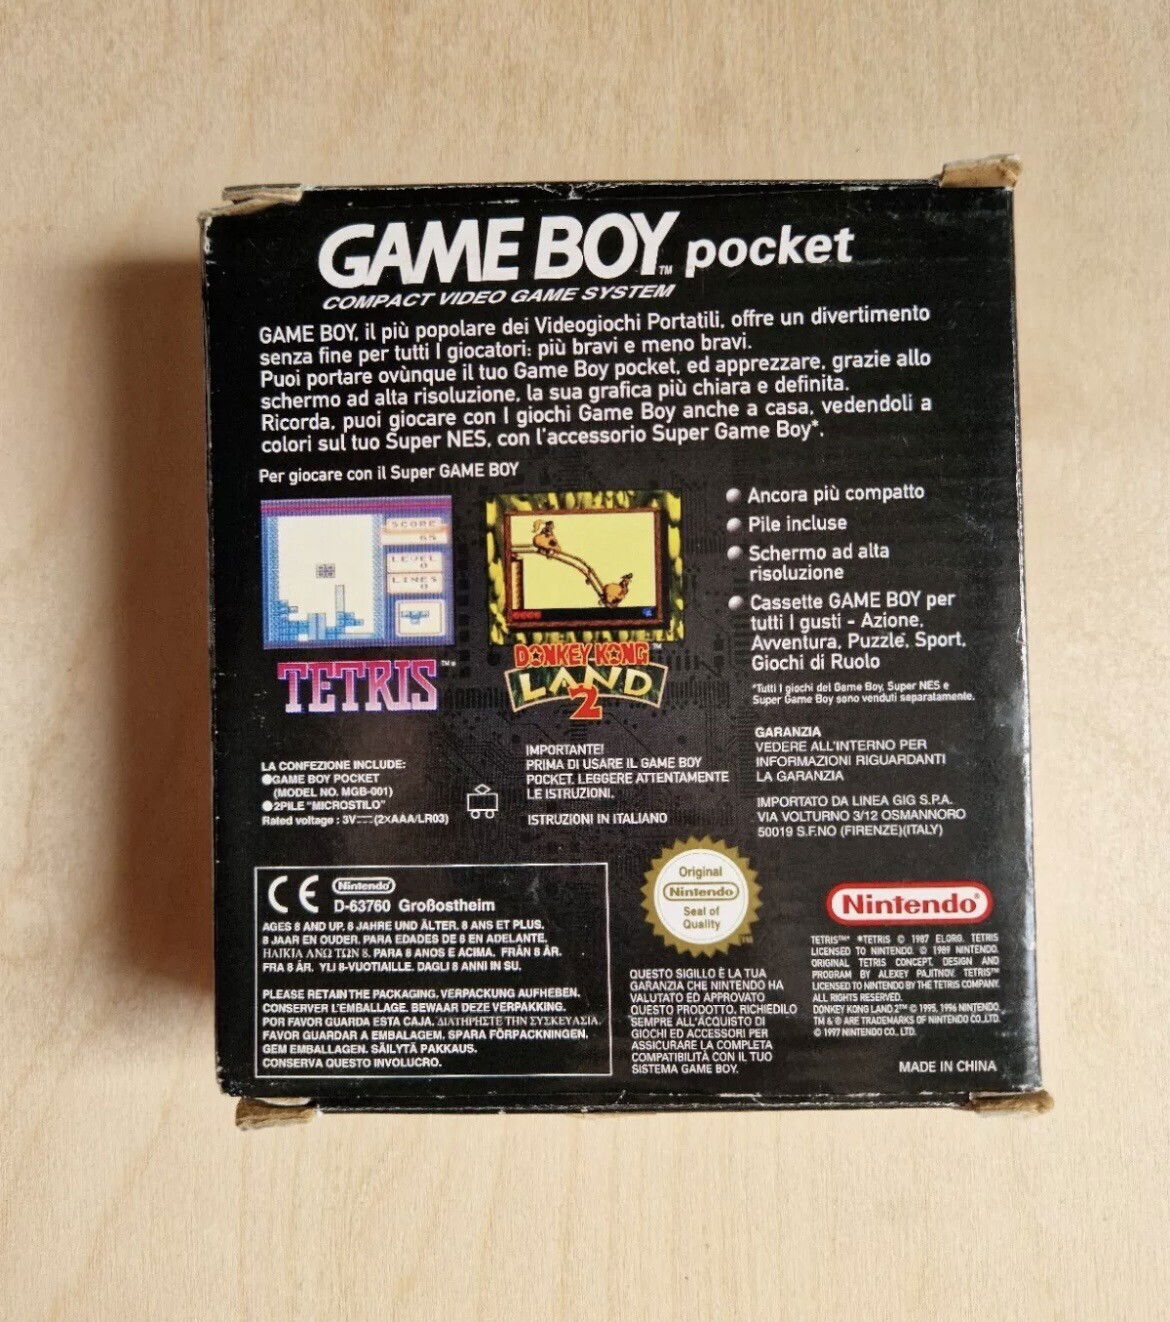 GAME BOY™ pocket
COMPACT VIDEO GAME SYSTEM
GAME BOY, il più popolare dei Videogiochi Portatili, offre un divertimento
senza fine per tutti I giocatori: più bravi e meno bravi.
Puoi portare ovùnque il tuo Game Boy pocket, ed apprezzare, grazie allo
schermo ad alta risoluzione, la sua grafica più chiara e definita.
Ricorda, puoi giocare con I giochi Game Boy anche a casa, vedendoli a
colori sul tuo Super NES, con l'accessorio Super Game Boy*.
Per giocare con il Super GAME BOY
SCORE
65
LEVEL
0
LINES
0
TETRIS™*
DONKEY KONG
LAND
2
Ancora più compatto
Pile incluse
Schermo ad alta
risoluzione
Cassette GAME BOY per
tutti I gusti - Azione,
Avventura, Puzzle, Sport,
Giochi di Ruolo
*Tutti I giochi del Game Boy, Super NES e
Super Game Boy sono venduti separatamente.
LA CONFEZIONE INCLUDE:
●GAME BOY POCKET
(MODEL NO. MGB-001)
●2PILE "MICROSTILO"
Rated voltage : 3V⎓(2×AAA/LR03)
IMPORTANTE!
PRIMA DI USARE IL GAME BOY
POCKET, LEGGERE ATTENTAMENTE
LE ISTRUZIONI.
ISTRUZIONI IN ITALIANO
GARANZIA
VEDERE ALL'INTERNO PER
INFORMAZIONI RIGUARDANTI
LA GARANZIA
IMPORTATO DA LINEA GIG S.P.A.
VIA VOLTURNO 3/12 OSMANNORO
50019 S.F.NO (FIRENZE)(ITALY)
CE Nintendo
D-63760 Großostheim
AGES 8 AND UP. 8 JAHRE UND ÄLTER. 8 ANS ET PLUS.
8 JAAR EN OUDER. PARA EDADES DE 8 EN ADELANTE.
ΗΛΙΚΙΑ ΑΝΩ ΤΩΝ 8. PARA 8 ANOS E ACIMA. FRÅN 8 ÅR.
FRA 8 ÅR. YLI 8-VUOTIAILLE. DAGLI 8 ANNI IN SU.
PLEASE RETAIN THE PACKAGING. VERPACKUNG AUFHEBEN.
CONSERVER L'EMBALLAGE. BEWAAR DEZE VERPAKKING.
POR FAVOR GUARDA ESTA CAJA. ΔΙΑΤΗΡΗΣΤΕ ΤΗΝ ΣΥΣΚΕΥΑΣΙΑ.
FAVOR GUARDAR A EMBALAGEM. SPARA FÖRPACKNINGEN.
GEM EMBALLAGEN. SÄILYTÄ PAKKAUS.
CONSERVA QUESTO INVOLUCRO.
Original
Nintendo
Seal of
Quality
QUESTO SIGILLO È LA TUA
GARANZIA CHE NINTENDO HA
VALUTATO ED APPROVATO
QUESTO PRODOTTO. RICHIEDILO
SEMPRE ALL'ACQUISTO DI
GIOCHI ED ACCESSORI PER
ASSICURARE LA COMPLETA
COMPATIBILITÀ CON IL TUO
SISTEMA GAME BOY.
Nintendo®
TETRIS™* *TETRIS © 1987 ELORG. TETRIS
LICENSED TO NINTENDO. © 1989 NINTENDO.
ORIGINAL TETRIS CONCEPT, DESIGN AND
PROGRAM BY ALEXEY PAJITNOV. TETRIS™
LICENSED TO NINTENDO BY THE TETRIS COMPANY.
ALL RIGHTS RESERVED.
DONKEY KONG LAND 2™ © 1995, 1996 NINTENDO.
TM & ® ARE TRADEMARKS OF NINTENDO CO.,LTD.
© 1997 NINTENDO CO., LTD.
MADE IN CHINA